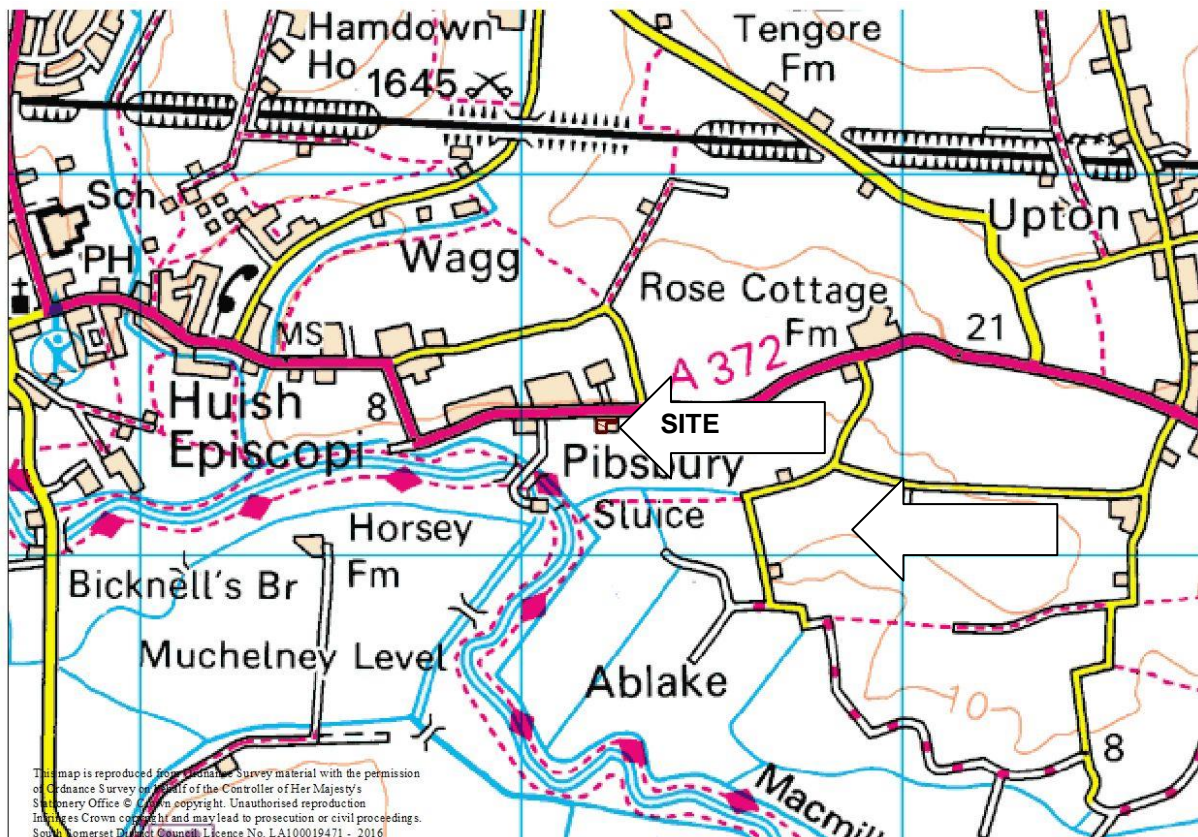 Hamdown
Ho
1645
Tengore
Fm
Sch
PH
Wagg
Upton
Rose Cottage
Fm
21
MS
A 372
Huish
Episcopi
8
SITE
Pibsbury
Sluice
Horsey
Fm
Bicknell's Br
Muchelney Level
Ablake
10
8
Macmill
This map is reproduced from Ordnance Survey material with the permission
of Ordnance Survey on behalf of the Controller of Her Majesty's
Stationery Office © Crown copyright. Unauthorised reproduction
Infringes Crown copyright and may lead to prosecution or civil proceedings.
South Somerset District Council Licence No. LA100019471 - 2016